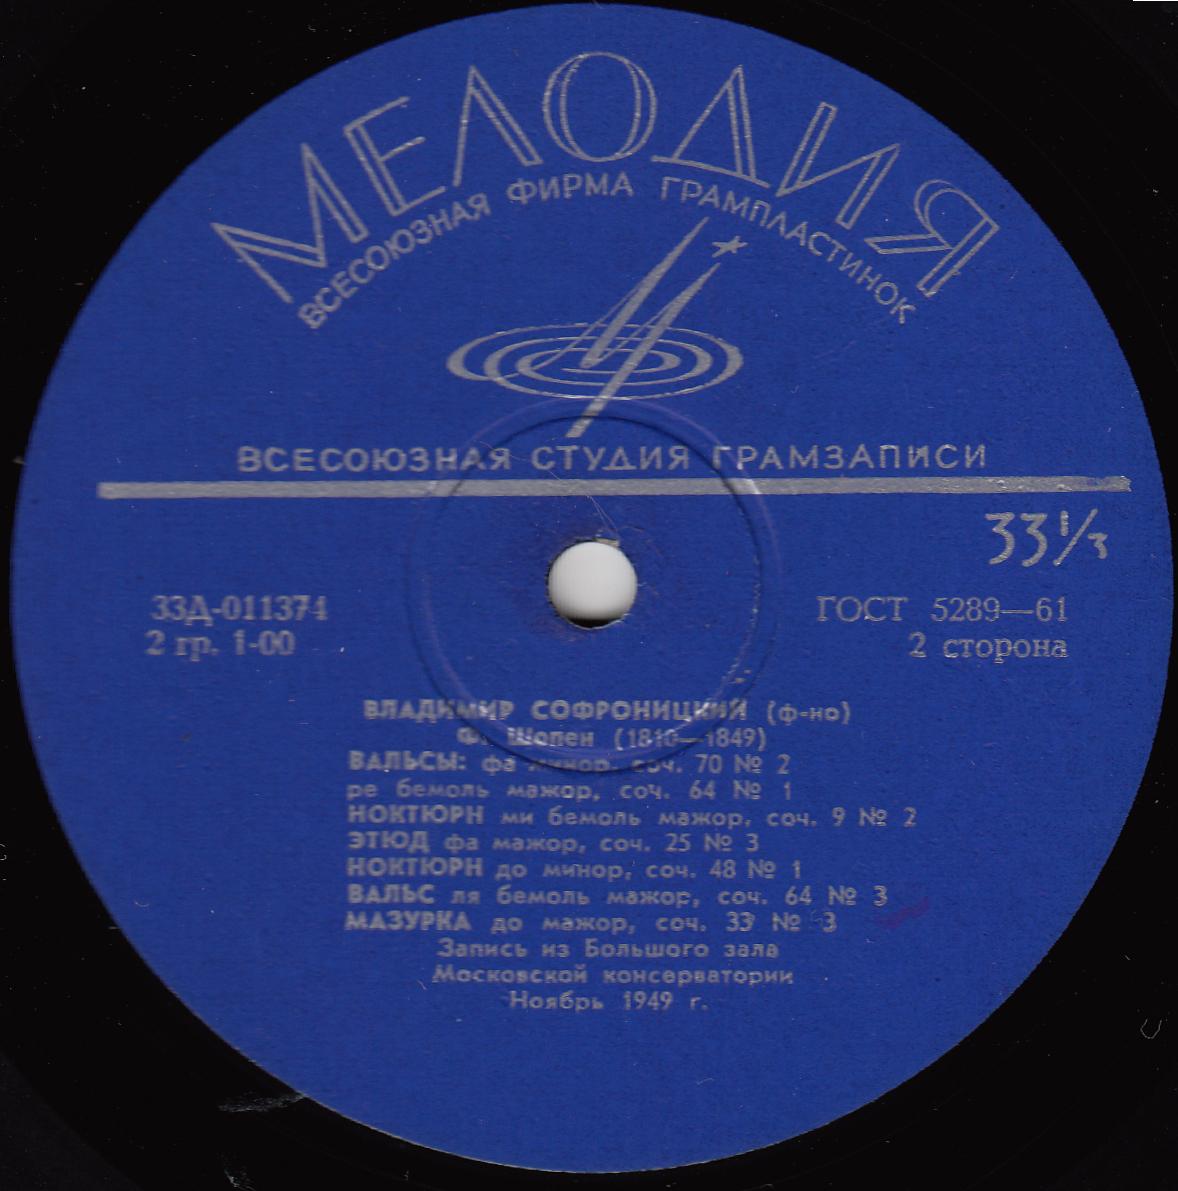 МЕЛОДИЯ
ВСЕСОЮЗНАЯ ФИРМА ГРАМПЛАСТИНОК
ВСЕСОЮЗНАЯ СТУДИЯ ГРАМЗАПИСИ
33 1/3
33Д-011374
2 гр. 1-00
ГОСТ 5289—61
2 сторона
ВЛАДИМИР СОФРОНИЦКИЙ (ф-но)
Ф. Шопен (1810—1849)
ВАЛЬСЫ: фа минор, соч. 70 № 2
ре бемоль мажор, соч. 64 № 1
НОКТЮРН ми бемоль мажор, соч. 9 № 2
ЭТЮД фа мажор, соч. 25 № 3
НОКТЮРН до минор, соч. 48 № 1
ВАЛЬС ля бемоль мажор, соч. 64 № 3
МАЗУРКА до мажор, соч. 33 № 3
Запись из Большого зала
Московской консерватории
Ноябрь 1949 г.